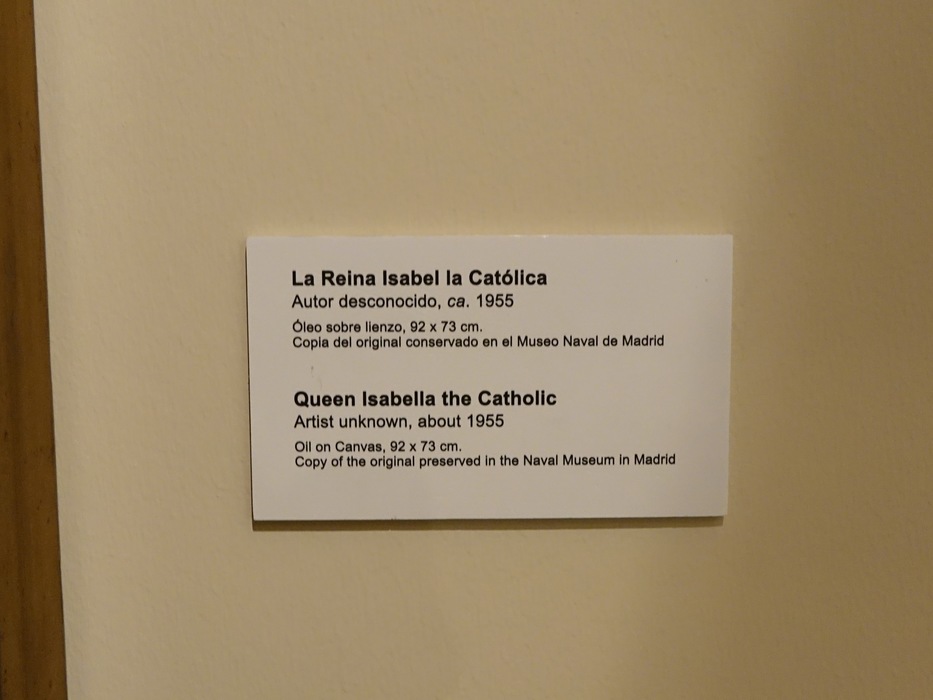 La Reina Isabel la Católica
Autor desconocido, ca. 1955
Óleo sobre lienzo, 92 x 73 cm.
Copia del original conservado en el Museo Naval de Madrid
Queen Isabella the Catholic
Artist unknown, about 1955
Oil on Canvas, 92 x 73 cm.
Copy of the original preserved in the Naval Museum in Madrid